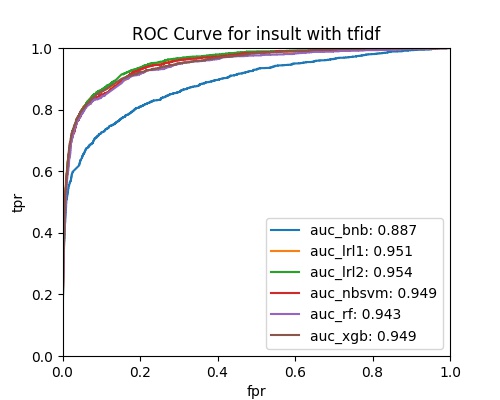 ROC Curve for insult with tfidf
1.0
0.8
0.6
0.4
0.2
0.0
tpr
auc_bnb: 0.887
auc_lrl1: 0.951
auc_lrl2: 0.954
auc_nbsvm: 0.949
auc_rf: 0.943
auc_xgb: 0.949
0.0 0.2 0.4 0.6 0.8 1.0
fpr